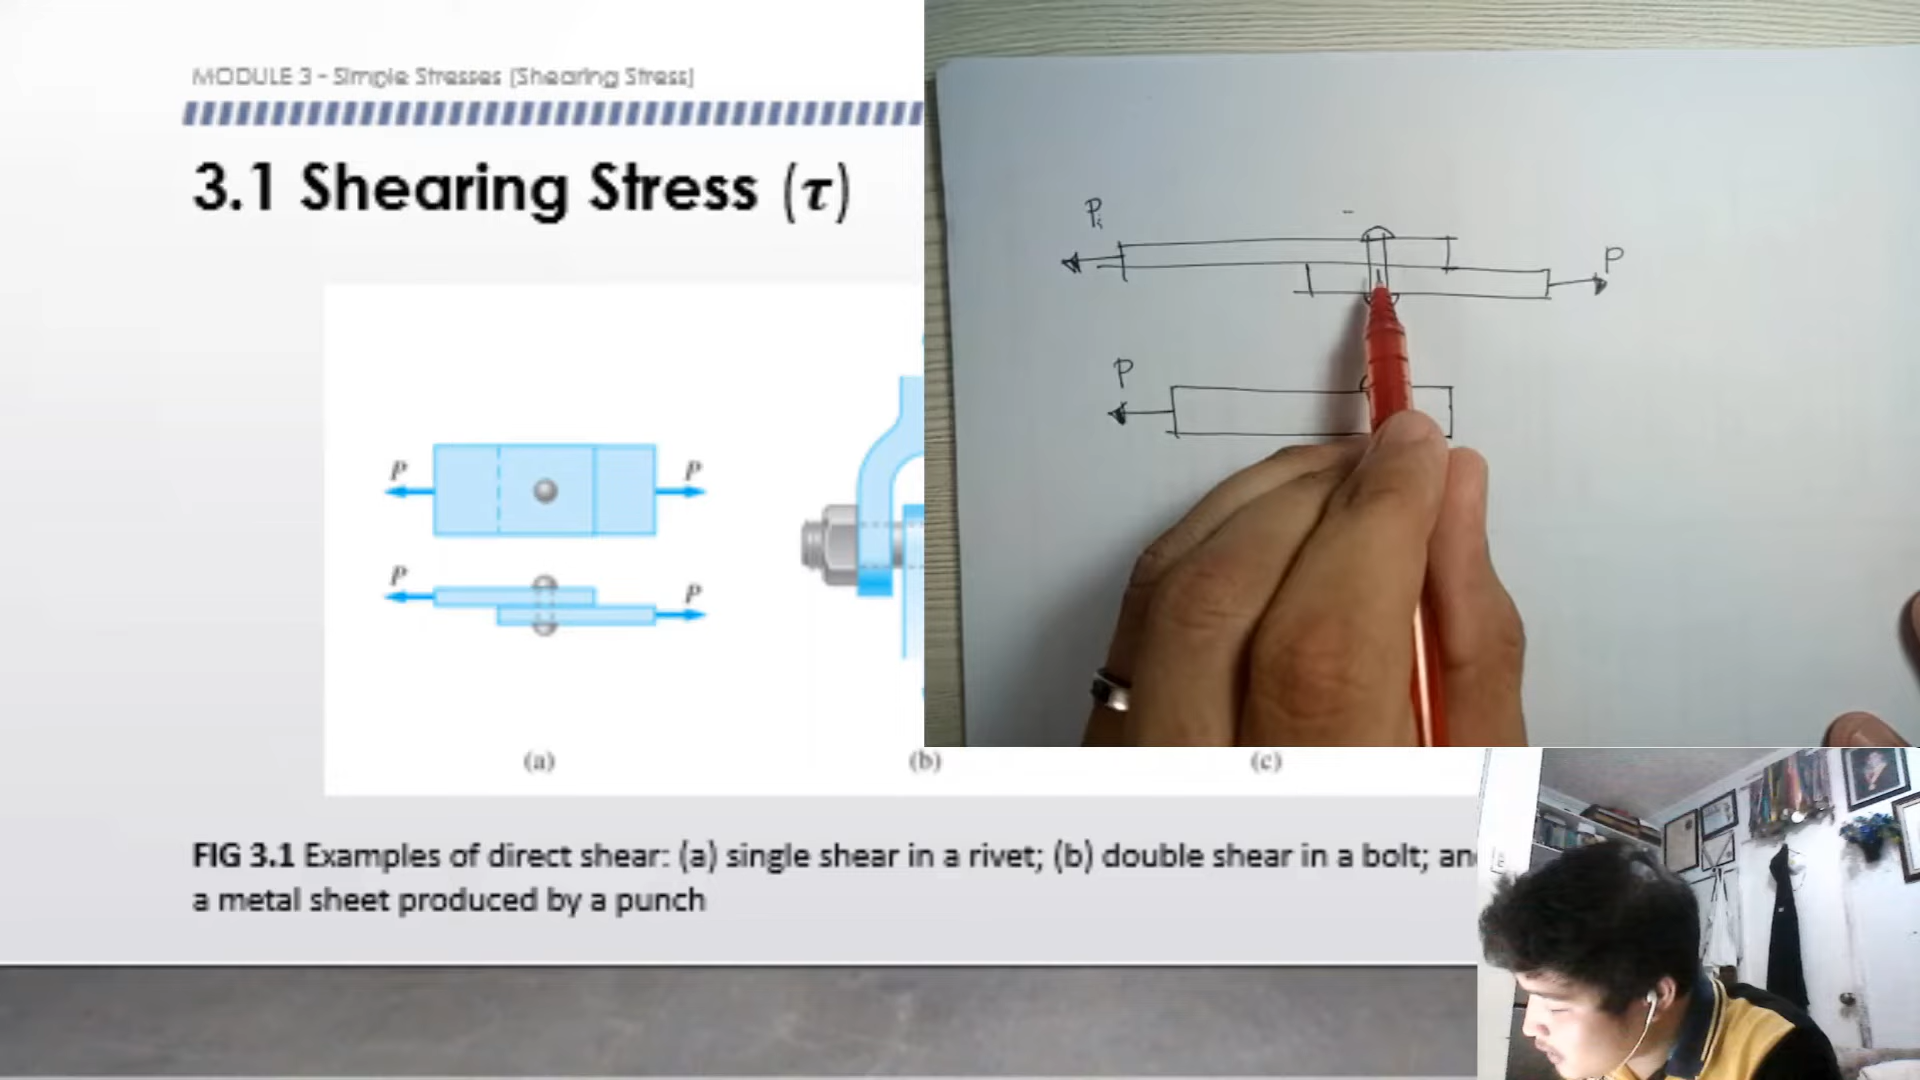 MODULE 3 - Simple Stresses (Shearing Stress)
3.1 Shearing Stress (τ)
P P
P P
(a) (b) (c)
FIG 3.1 Examples of direct shear: (a) single shear in a rivet; (b) double shear in a bolt; an
a metal sheet produced by a punch
P
P
P